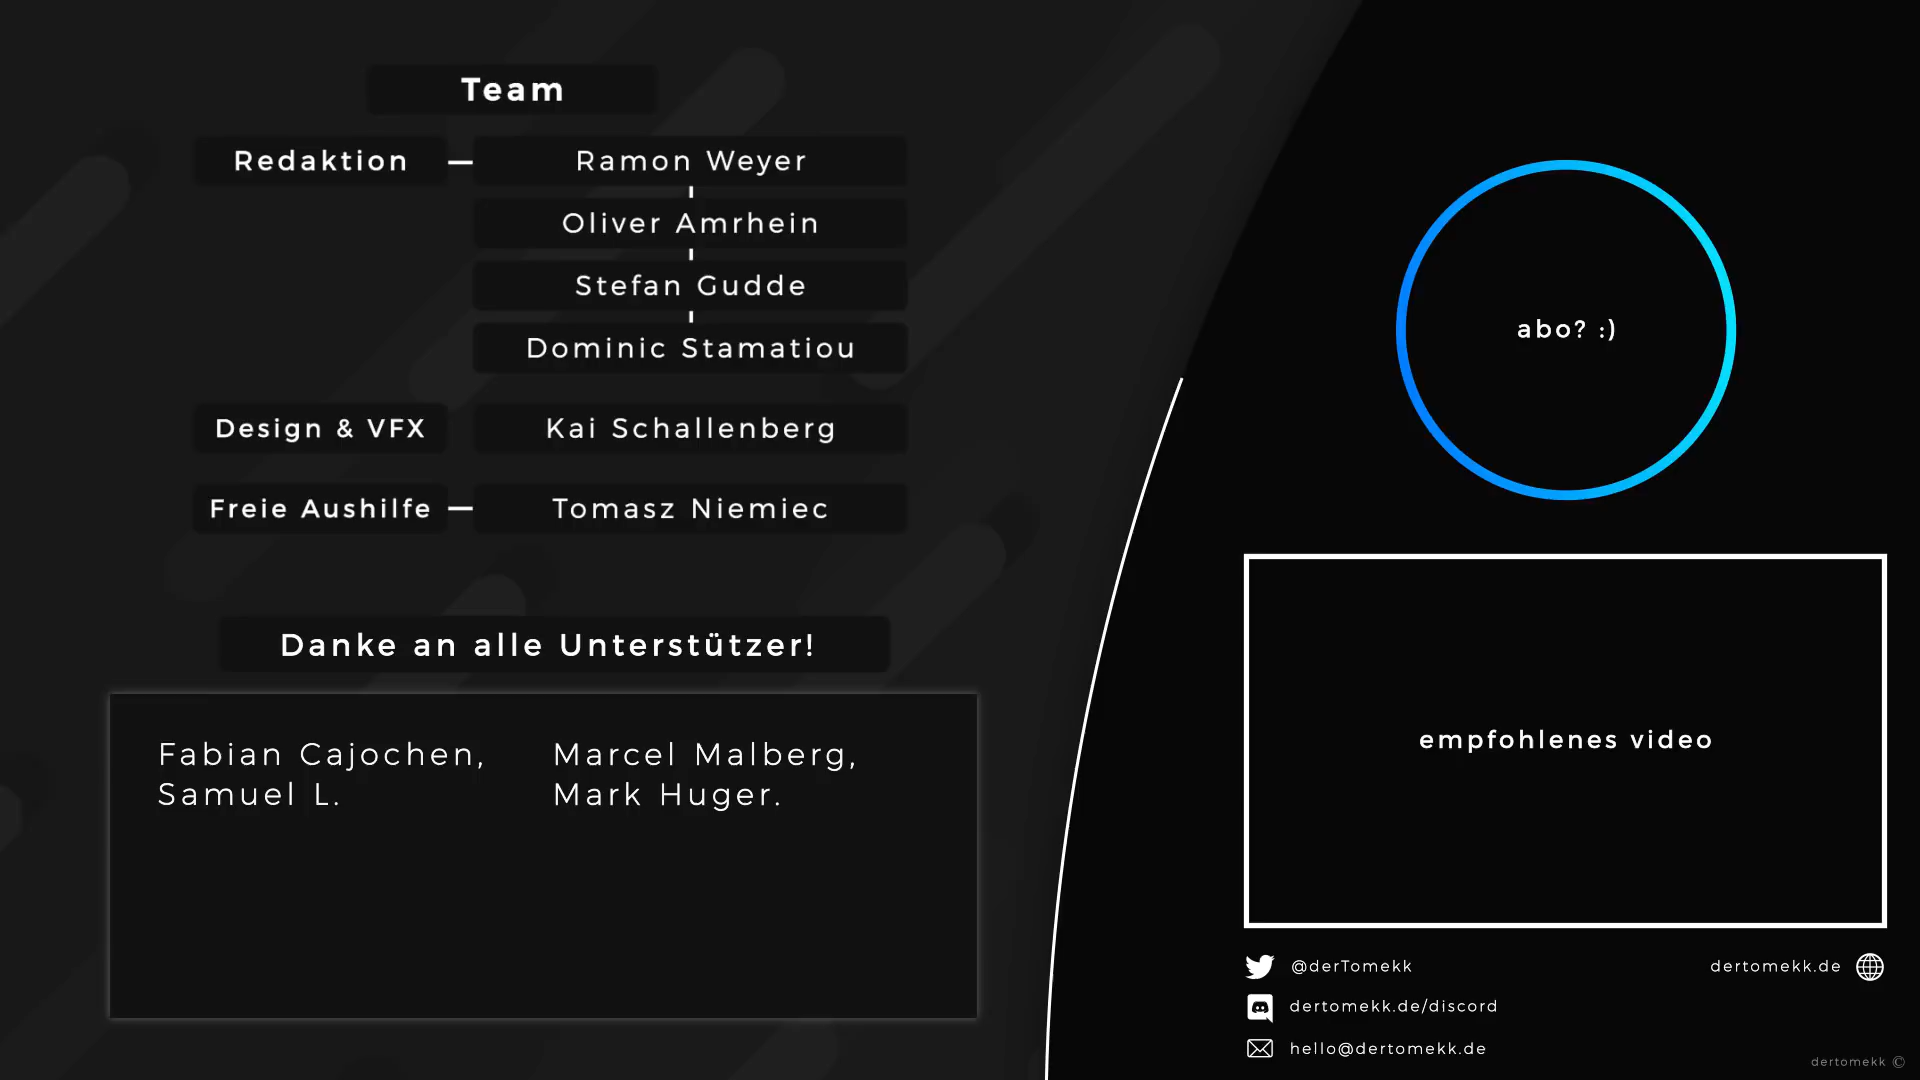 Team
Redaktion
Ramon Weyer
Oliver Amrhein
Stefan Gudde
Dominic Stamatiou
Design & VFX
Kai Schallenberg
Freie Aushilfe
Tomasz Niemiec
Danke an alle Unterstützer!
Fabian Cajochen,
Samuel L.
Marcel Malberg,
Mark Huger.
abo? :)
empfohlenes video
@derTomekk
dertomekk.de
dertomekk.de/discord
hello@dertomekk.de
dertomekk ©